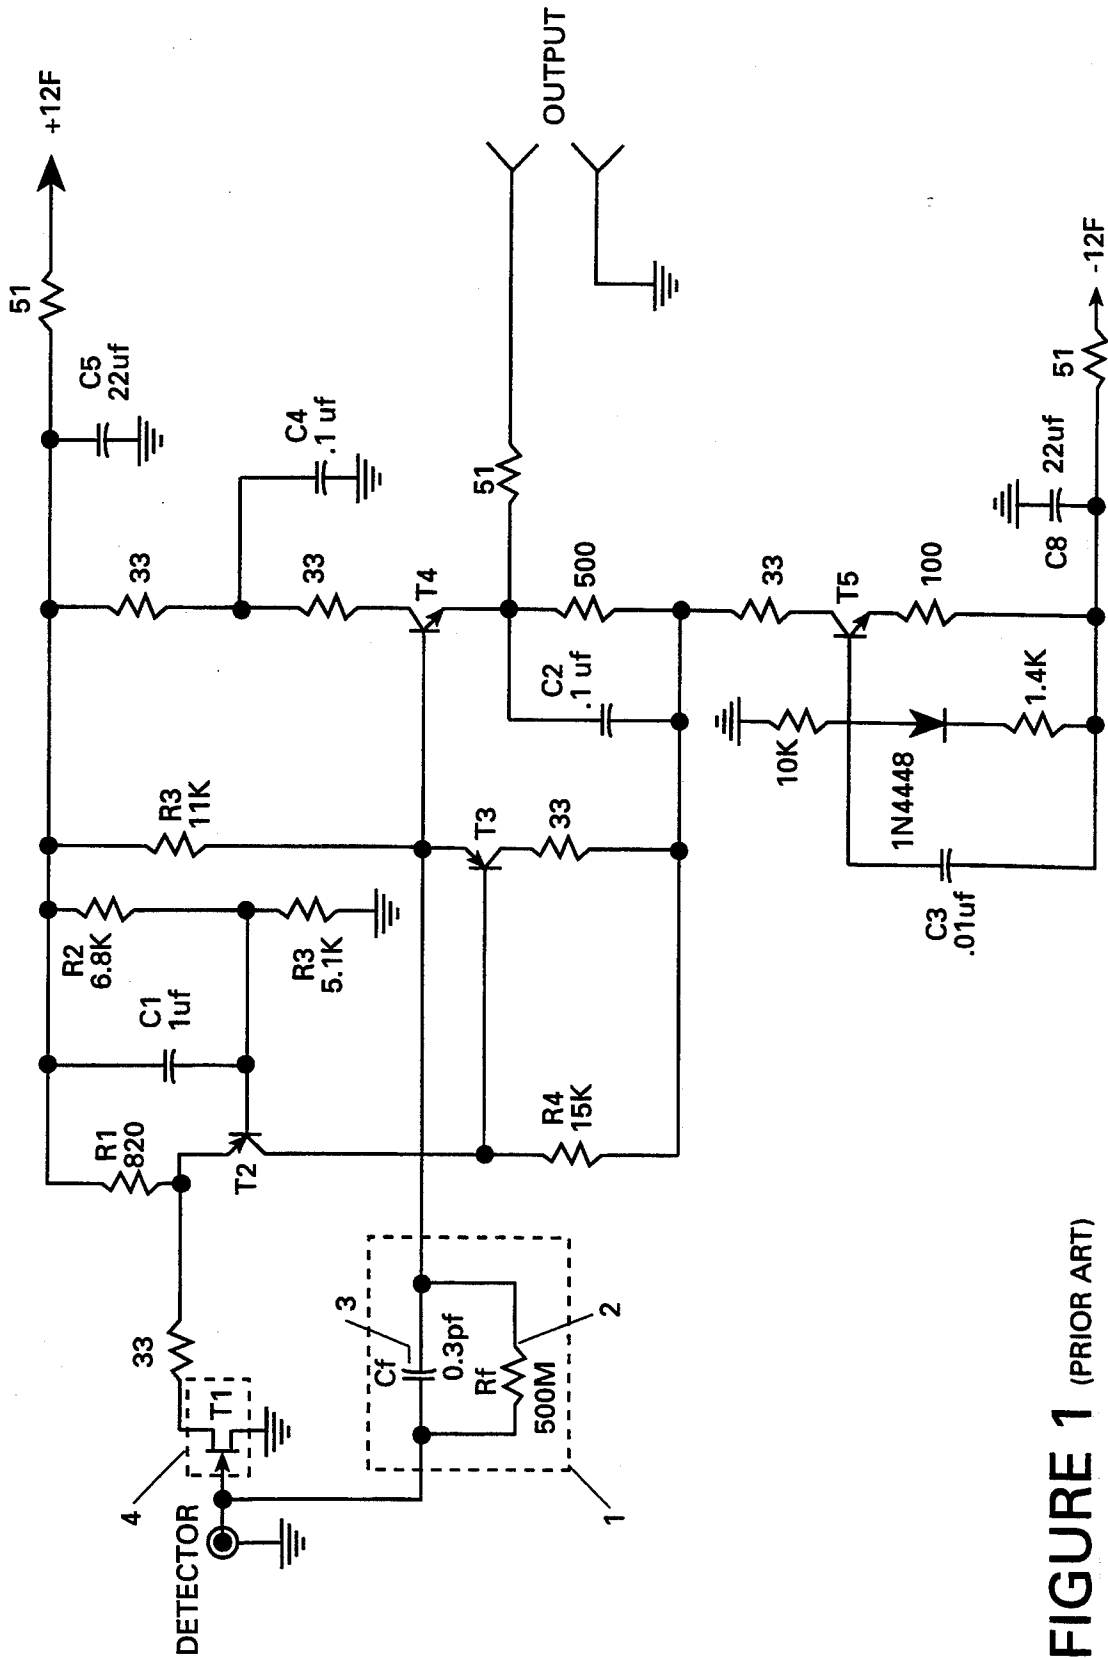 +12F
51
C5
22uf
33
C4
.1 uf
33
T4
R3
11K
R2
6.8K
R3
5.1K
C1
1uf
R1
820
T2
33
T1
4
DETECTOR
OUTPUT
51
500
C2
.1 uf
T3
33
R4
15K
3
Cf
0.3pf
Rf
500M
2
1
33
T5
100
10K
1N4448
1.4K
C3
.01uf
C8
22uf
51
-12F
FIGURE 1 (PRIOR ART)